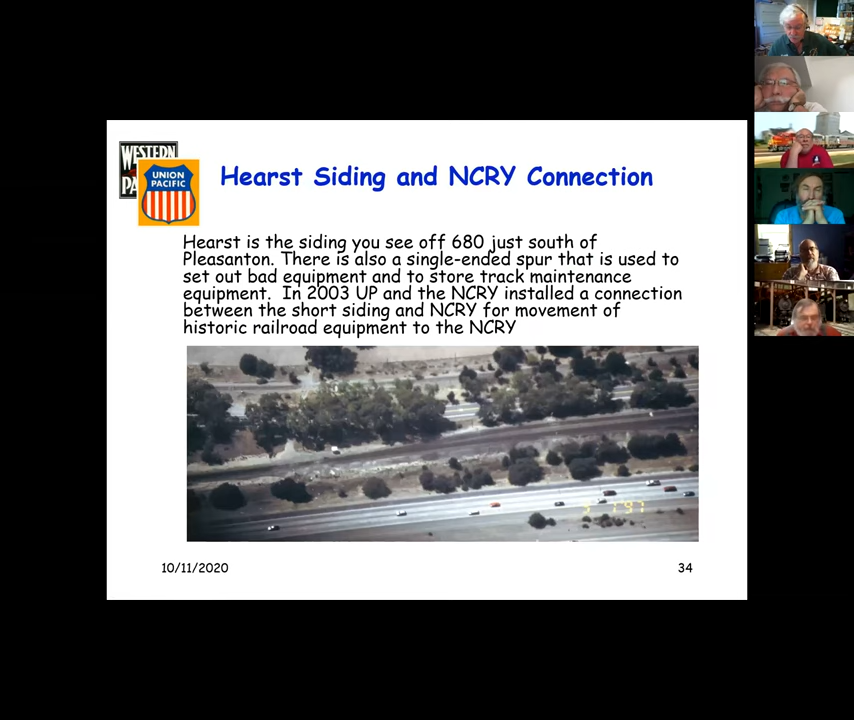 WESTERN
PA
UNION
PACIFIC
Hearst Siding and NCRY Connection
Hearst is the siding you see off 680 just south of
Pleasanton. There is also a single-ended spur that is used to
set out bad equipment and to store track maintenance
equipment. In 2003 UP and the NCRY installed a connection
between the short siding and NCRY for movement of
historic railroad equipment to the NCRY
10/11/2020
34